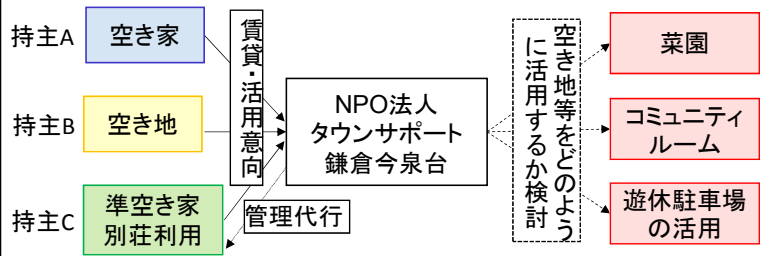 持主A
空き家
持主B
空き地
持主C
準空き家
別荘利用
賃貸・活用意向
管理代行
NPO法人
タウンサポート
鎌倉今泉台
空き地等をどのよう
に活用するか検討
菜園
コミュニティ
ルーム
遊休駐車場
の活用